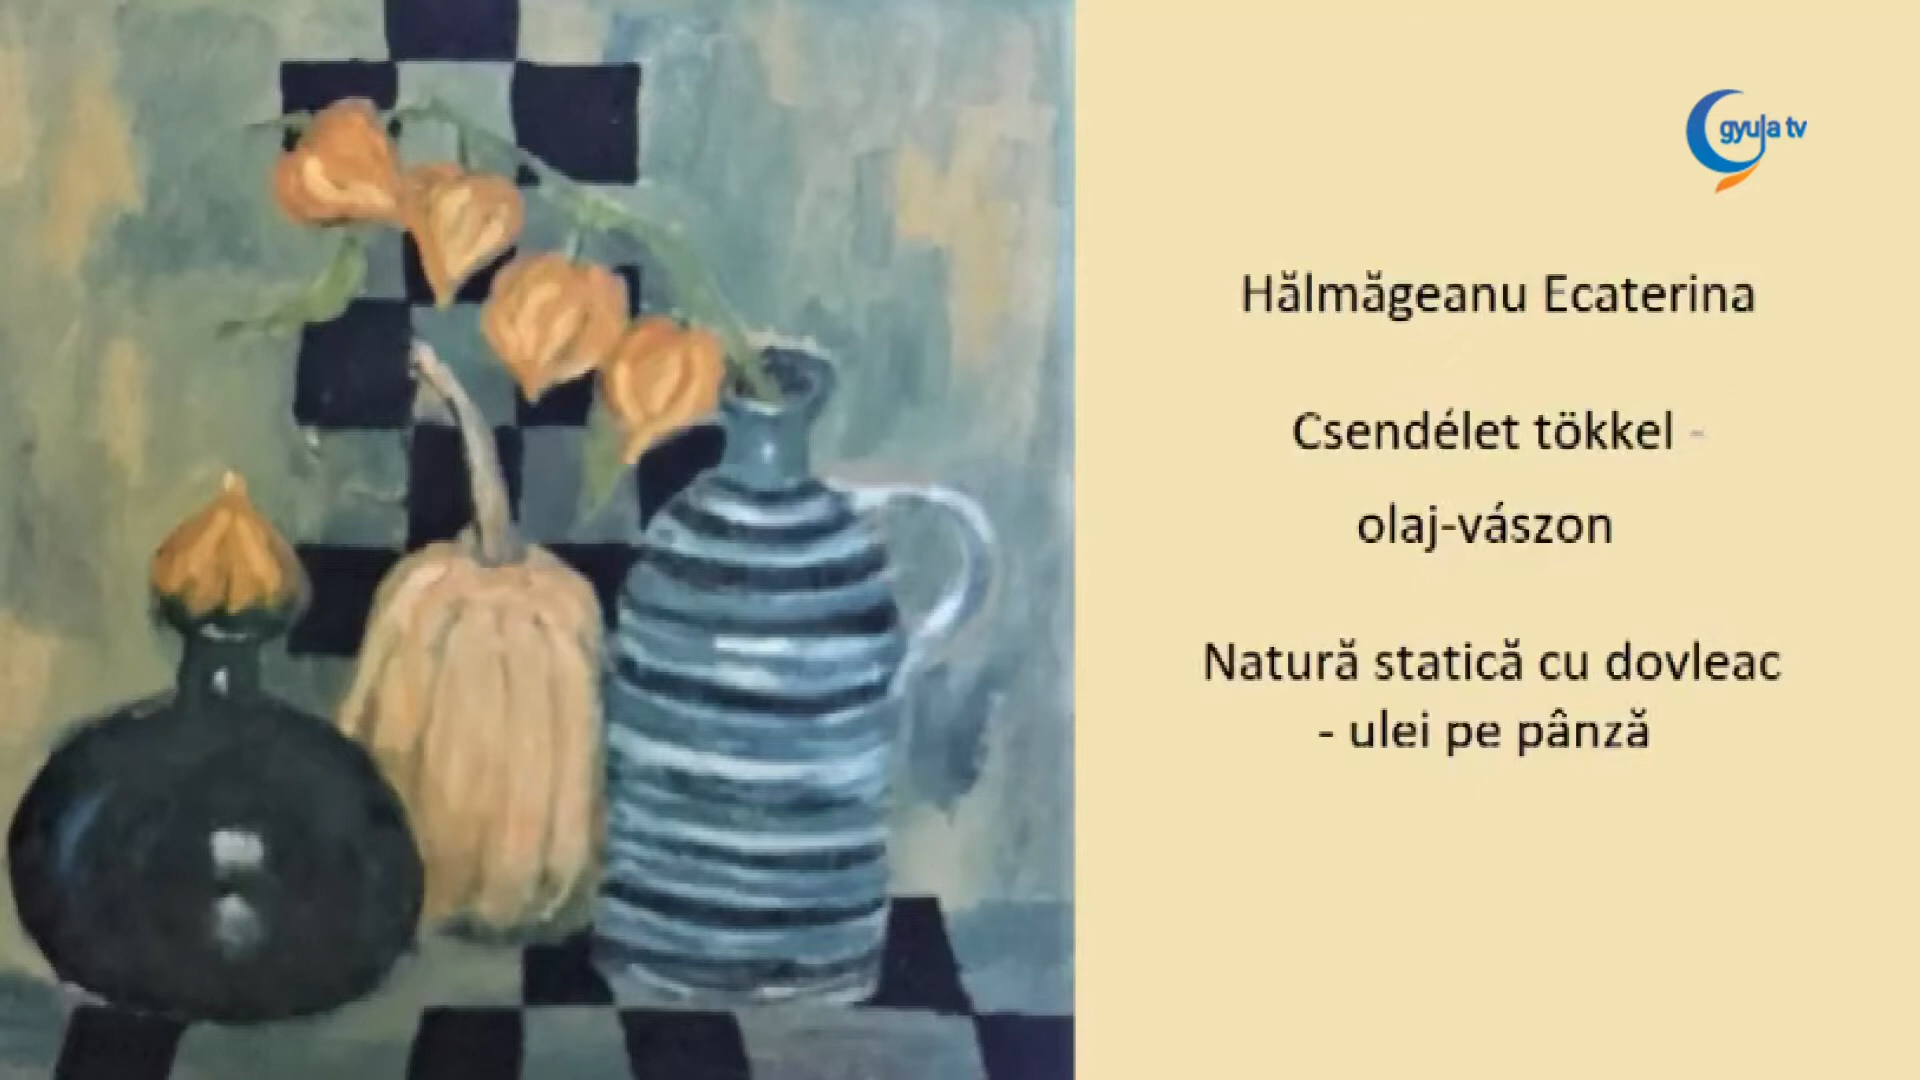 gyula tv
Hălmăgeanu Ecaterina
Csendélet tökkel -
olaj-vászon
Natură statică cu dovleac
- ulei pe pânză